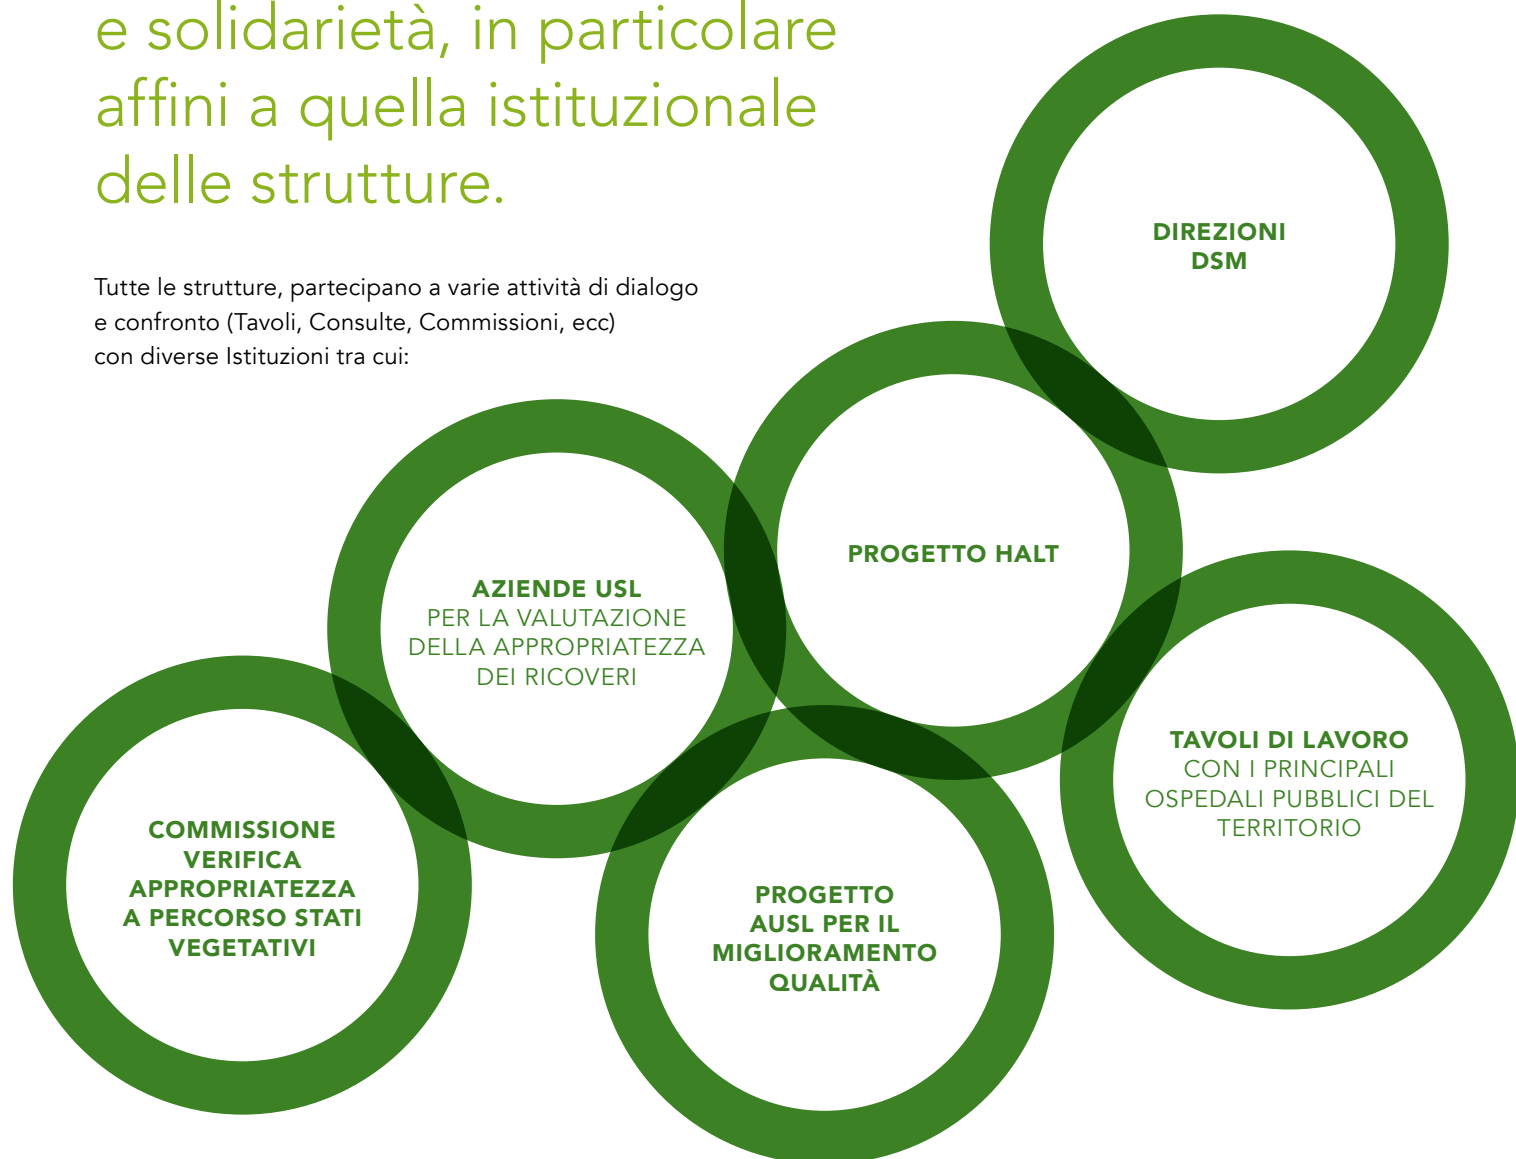 e solidarietà, in particolare
affini a quella istituzionale
delle strutture.
Tutte le strutture, partecipano a varie attività di dialogo
e confronto (Tavoli, Consulte, Commissioni, ecc)
con diverse Istituzioni tra cui:
DIREZIONI
DSM
PROGETTO HALT
AZIENDE USL
PER LA VALUTAZIONE
DELLA APPROPRIATEZZA
DEI RICOVERI
TAVOLI DI LAVORO
CON I PRINCIPALI
OSPEDALI PUBBLICI DEL
TERRITORIO
COMMISSIONE
VERIFICA
APPROPRIATEZZA
A PERCORSO STATI
VEGETATIVI
PROGETTO
AUSL PER IL
MIGLIORAMENTO
QUALITÀ